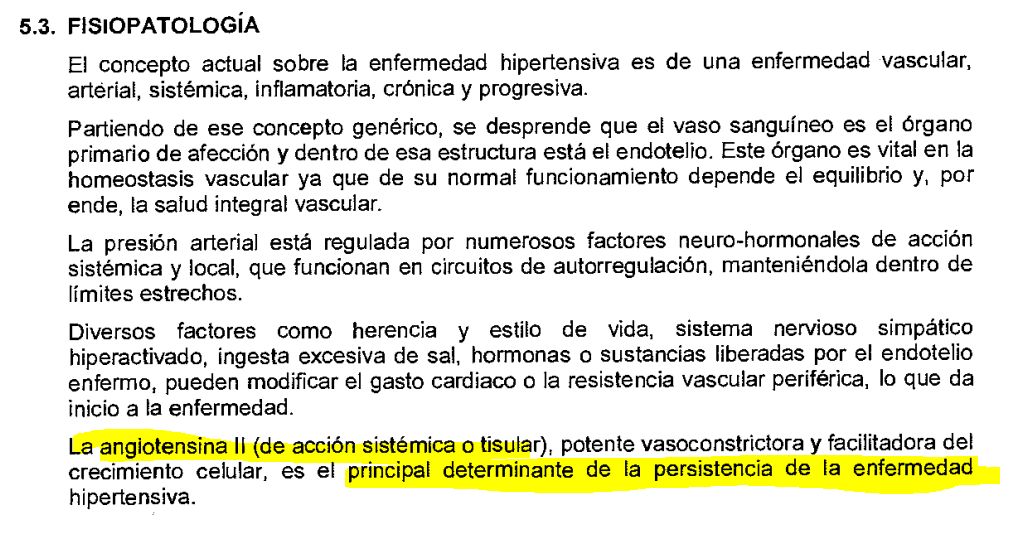 5.3. FISIOPATOLOGÍA
El concepto actual sobre la enfermedad hipertensiva es de una enfermedad vascular,
arterial, sistémica, inflamatoria, crónica y progresiva.
Partiendo de ese concepto genérico, se desprende que el vaso sanguíneo es el órgano
primario de afección y dentro de esa estructura está el endotelio. Este órgano es vital en la
homeostasis vascular ya que de su normal funcionamiento depende el equilibrio y, por
ende, la salud integral vascular.
La presión arterial está regulada por numerosos factores neuro-hormonales de acción
sistémica y local, que funcionan en circuitos de autorregulación, manteniéndola dentro de
límites estrechos.
Diversos factores como herencia y estilo de vida, sistema nervioso simpático
hiperactivado, ingesta excesiva de sal, hormonas o sustancias liberadas por el endotelio
enfermo, pueden modificar el gasto cardiaco o la resistencia vascular periférica, lo que da
inicio a la enfermedad.
La angiotensina II (de acción sistémica o tisular), potente vasoconstrictora y facilitadora del
crecimiento celular, es el principal determinante de la persistencia de la enfermedad
hipertensiva.